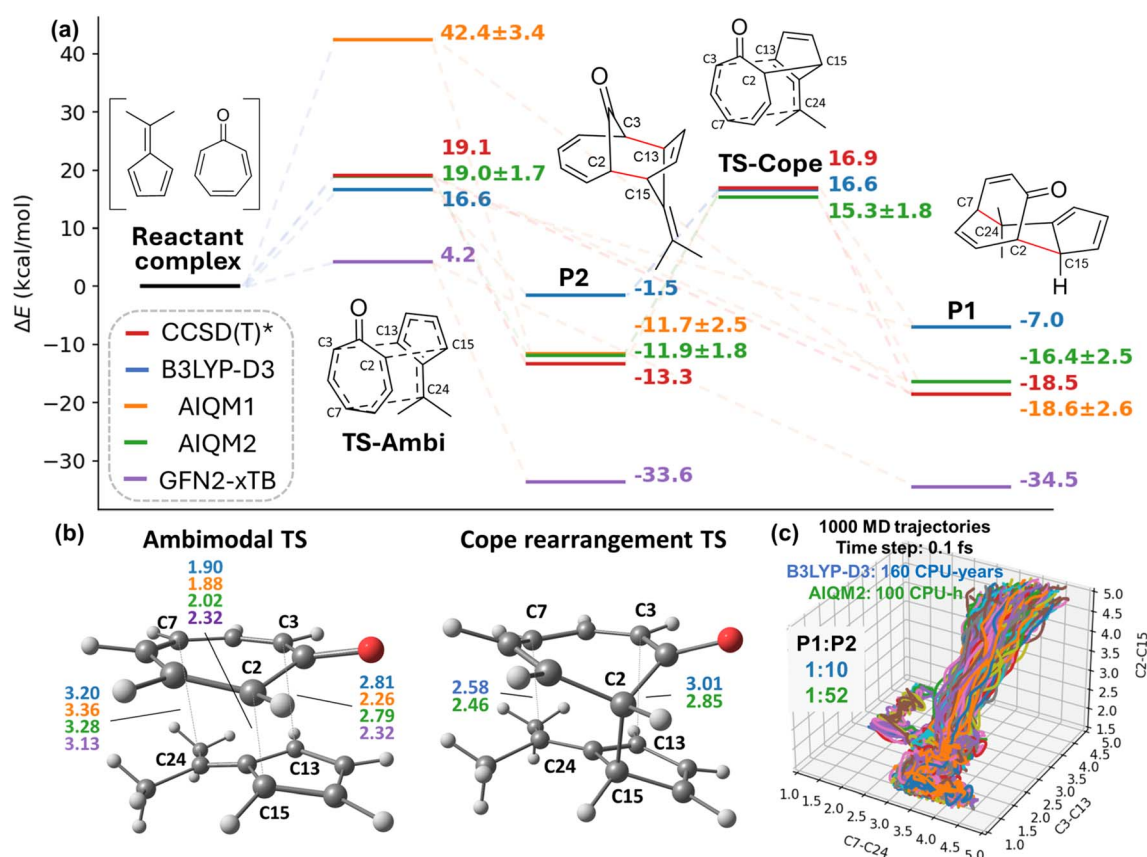 (a)
40
30
20
10
0
−10
−20
−30
ΔE (kcal/mol)
O
Reactant
complex
CCSD(T)*
B3LYP-D3
AIQM1
AIQM2
GFN2-xTB
42.4±3.4
19.1
19.0±1.7
16.6
4.2
O
C3
C13
C2
C15
C7
C24
TS-Ambi
O
C3
C2
C13
C15
P2
-1.5
-11.7±2.5
-11.9±1.8
-13.3
-33.6
O
C3
C13
C15
C2
C7
C24
TS-Cope
16.9
16.6
15.3±1.8
C7
O
C24
C2
C15
H
P1
-7.0
-16.4±2.5
-18.5
-18.6±2.6
-34.5
(b)
Ambimodal TS
1.90
1.88
2.02
2.32
C7
C3
C2
3.20
3.36
3.28
3.13
2.81
2.26
2.79
2.32
C24
C13
C15
Cope rearrangement TS
C7
C3
C2
2.58
2.46
3.01
2.85
C24
C13
C15
(c)
1000 MD trajectories
Time step: 0.1 fs
B3LYP-D3: 160 CPU-years
AIQM2: 100 CPU-h
P1:P2
1:10
1:52
5.0
4.5
4.0
3.5
3.0
2.5
2.0
1.5
C2-C15
5.0
4.5
4.0
3.5
3.0
2.5
2.0
1.5
1.0
C3-C13
1.0
1.5
2.0
2.5
3.0
3.5
4.0
4.5
5.0
C7-C24